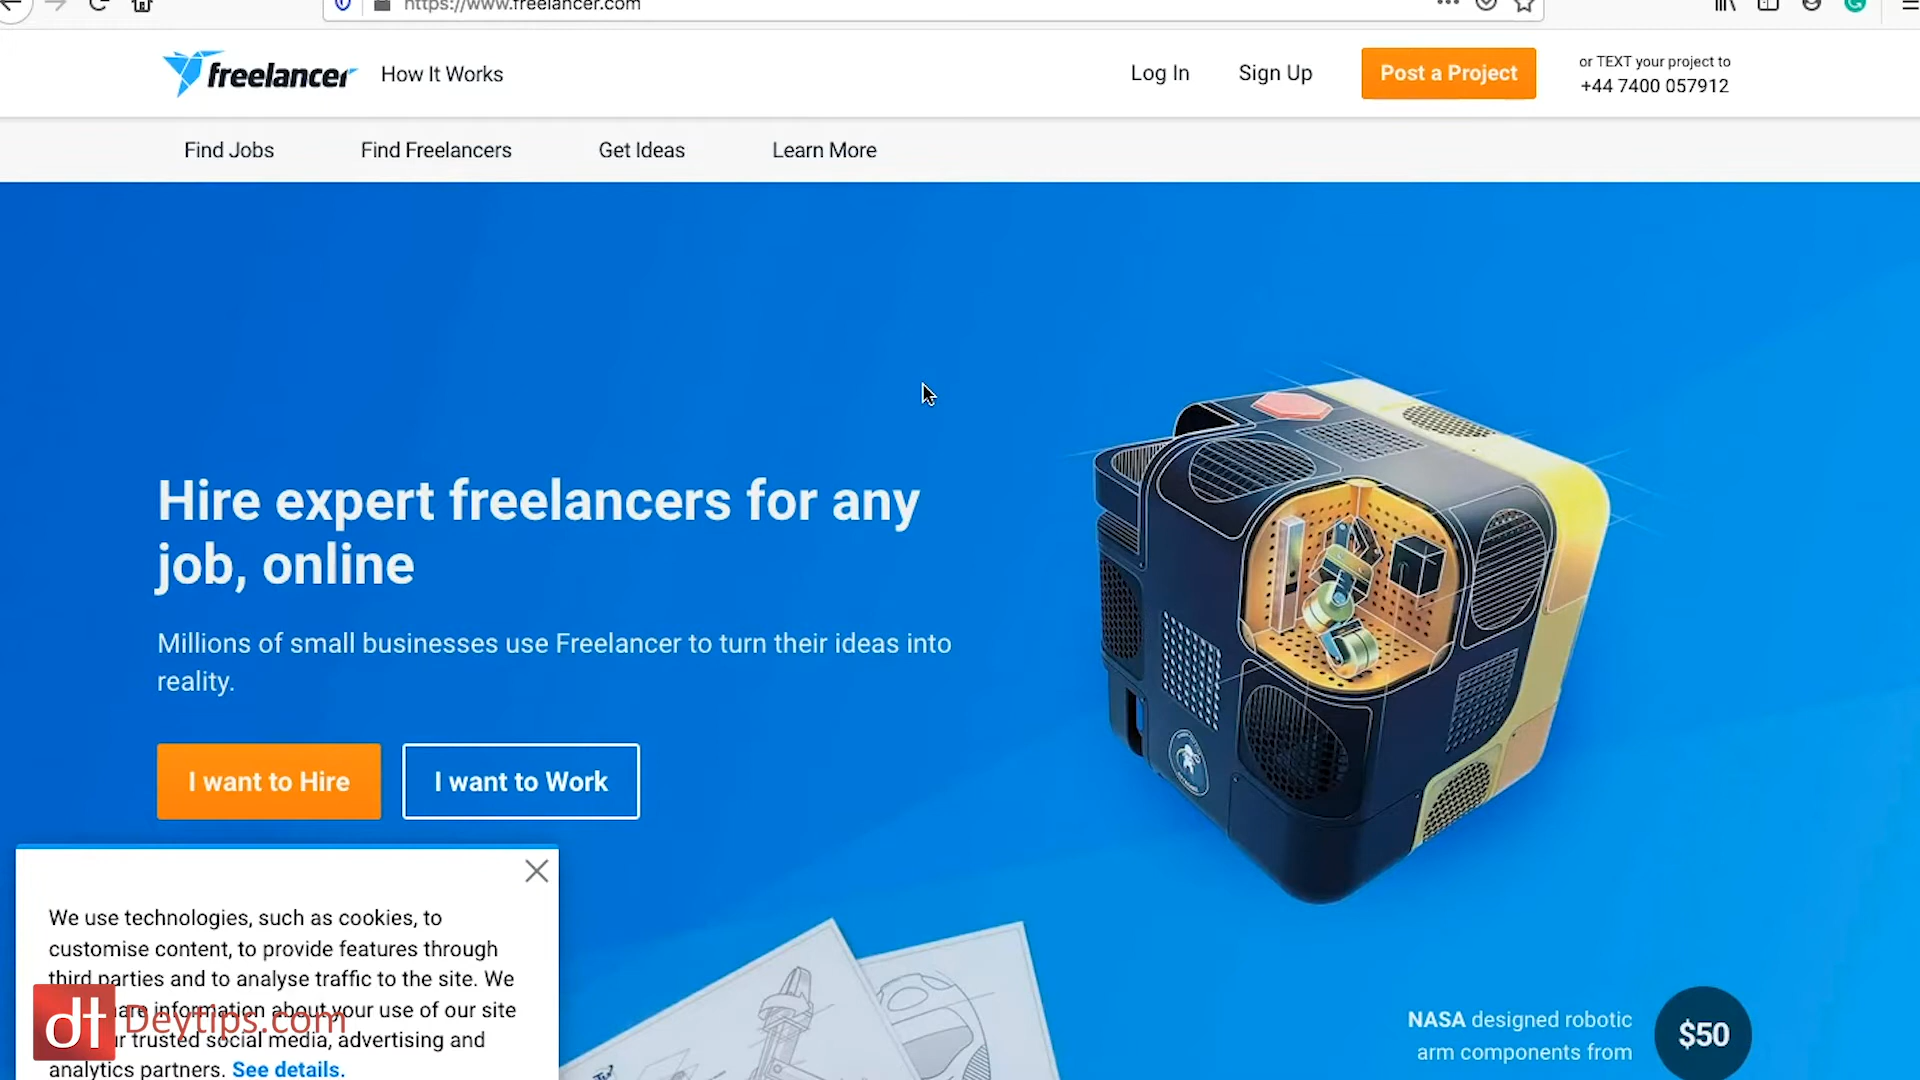 https://www.freelancer.com
freelancer
How It Works
Log In
Sign Up
Post a Project
or TEXT your project to
+44 7400 057912
Find Jobs
Find Freelancers
Get Ideas
Learn More
Hire expert freelancers for any
job, online
Millions of small businesses use Freelancer to turn their ideas into
reality.
I want to Hire
I want to Work
We use technologies, such as cookies, to
customise content, to provide features through
third parties and to analyse traffic to the site. We
information about your use of our site
trusted social media, advertising and
analytics partners. See details.
dt Deytips.com
NASA designed robotic
arm components from
$50